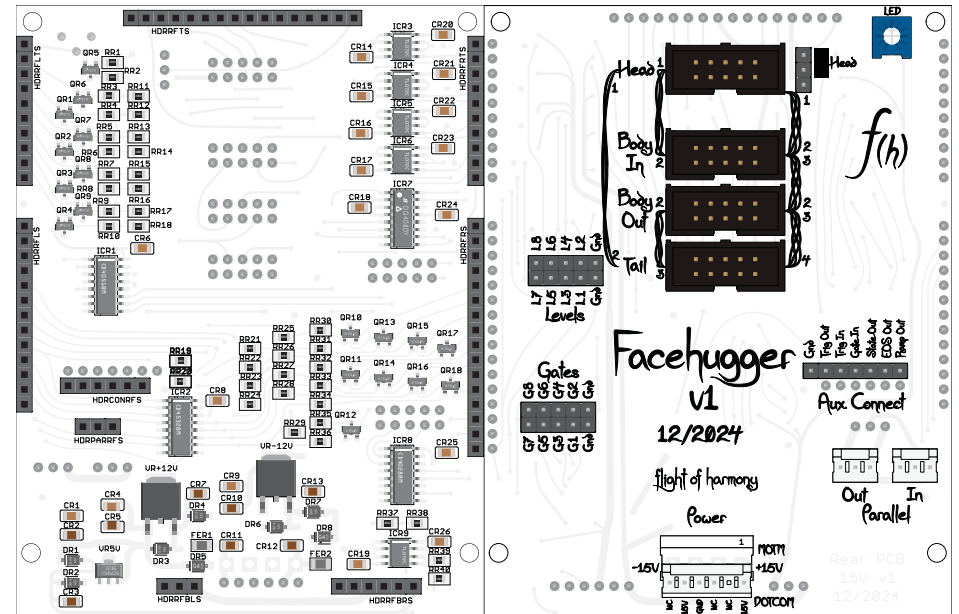 HDRRFTS
HDRRFLTS
HDRRFRTS
HDRRFLS
HDRRFRS
QR5
RR1
RR2
QR6
RR3
RR11
QR1
RR4
RR12
QR7
RR5
RR13
QR2
RR6
RR14
QR8
RR7
RR15
QR3
RR8
QR9
RR9
RR16
QR4
RR17
RR10
RR18
CR6
ICR1
ICR3
CR20
CR14
ICR4
CR21
CR15
ICR5
CR22
CR16
ICR6
CR23
CR17
ICR7
CR18
CR24
RR19
RR20
HDRCONRFS
ICR2
CR8
HDRPARRFS
RR21
RR22
RR23
RR24
RR25
RR26
RR27
RR28
RR29
RR30
RR31
RR32
RR33
RR34
RR35
RR36
QR10
QR13
QR15
QR17
QR11
QR14
QR16
QR18
QR12
ICR8
CR25
VR+12V
VR-12V
CR1
CR2
CR4
CR5
CR7
DR4
CR9
CR10
CR13
DR7
DR6
DR8
DR1
DR2
VR5V
CR3
DR3
FER1
DR5
CR11
CR12
FER2
CR19
RR37
RR38
ICR9
CR26
RR39
RR40
HDRRFBLS
HDRRFBRS
LED
Head
1
1
Head
1
Body
In
2
2
3
Body
Out
2
2
3
Tail
2
3
4
f(h)
L8 L6 L4 L2 Gnd
L7 L5 L3 L1 Gnd
Levels
Facehugger
v1
12/2024
Gates
G8 G6 G4 G2 Gnd
G7 G5 G3 G1 Gnd
Gnd
Trig Out
Trig In
Gate In
State Out
EOS Out
Aux Connect
Out
In
Parallel
flight of harmony
Power
1
MOTM
-15V
+15V
DOTCOM
NC
15V
GND
NC
NC
15V
Rear PCB
15V v1
12/2024